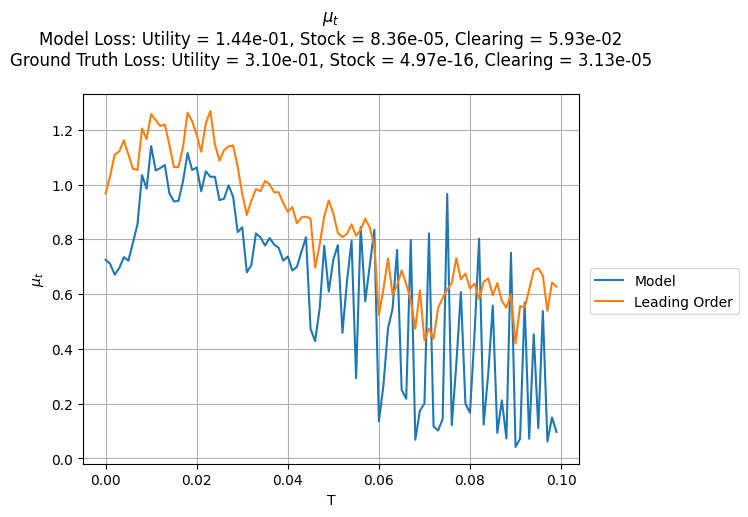 μt
Model Loss: Utility = 1.44e-01, Stock = 8.36e-05, Clearing = 5.93e-02
Ground Truth Loss: Utility = 3.10e-01, Stock = 4.97e-16, Clearing = 3.13e-05
1.2
1.0
0.8
0.6
0.4
0.2
0.0
μt
0.00 0.02 0.04 0.06 0.08 0.10
T
Model
Leading Order